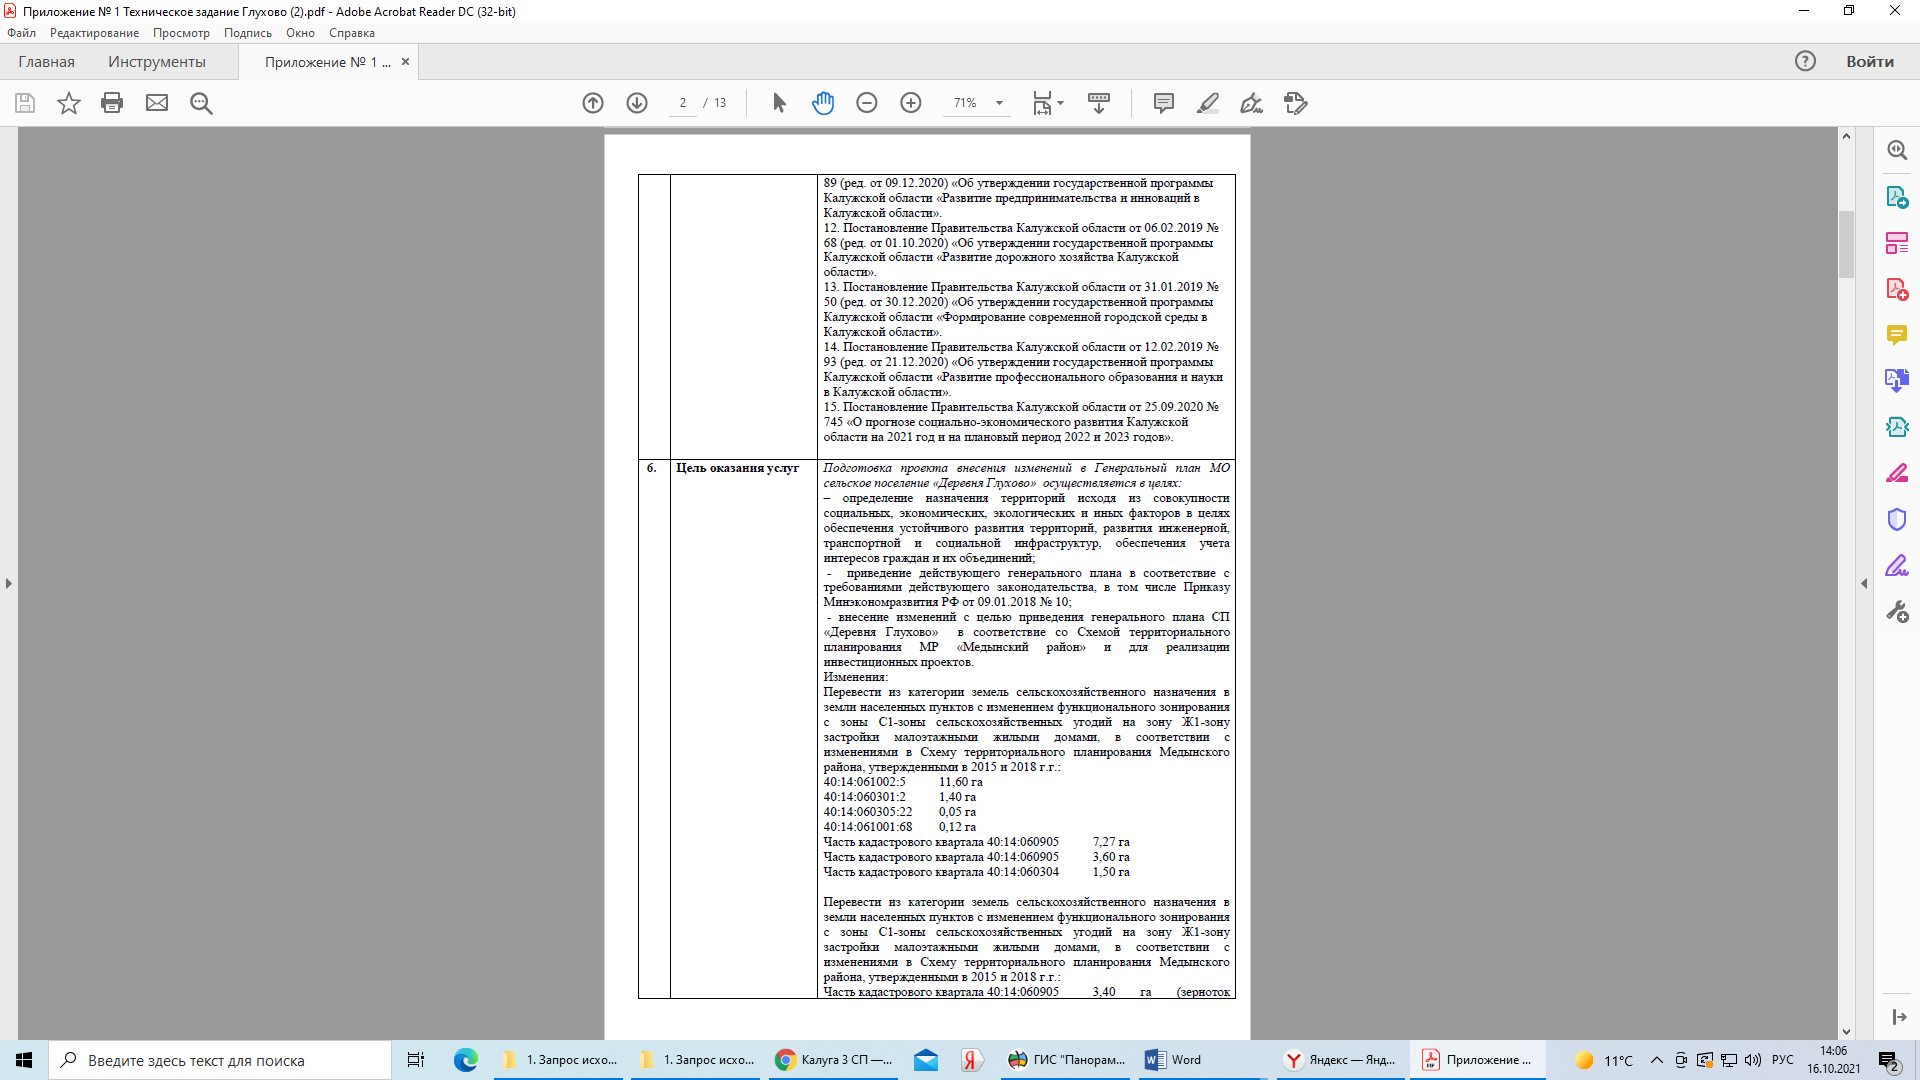 Приложение № 1 Техническое задание Глухово (2).pdf - Adobe Acrobat Reader DC (32-bit)
Файл Редактирование Просмотр Подпись Окно Справка
Главная Инструменты Приложение № 1 ... × Войти
2 / 13 71%
89 (ред. от 09.12.2020) «Об утверждении государственной программы
Калужской области «Развитие предпринимательства и инноваций в
Калужской области».
12. Постановление Правительства Калужской области от 06.02.2019 №
68 (ред. от 01.10.2020) «Об утверждении государственной программы
Калужской области «Развитие дорожного хозяйства Калужской
области».
13. Постановление Правительства Калужской области от 31.01.2019 №
50 (ред. от 30.12.2020) «Об утверждении государственной программы
Калужской области «Формирование современной городской среды в
Калужской области».
14. Постановление Правительства Калужской области от 12.02.2019 №
93 (ред. от 21.12.2020) «Об утверждении государственной программы
Калужской области «Развитие профессионального образования и науки
в Калужской области».
15. Постановление Правительства Калужской области от 25.09.2020 №
745 «О прогнозе социально-экономического развития Калужской
области на 2021 год и на плановый период 2022 и 2023 годов».
6. Цель оказания услуг
Подготовка проекта внесения изменений в Генеральный план МО
сельское поселение «Деревня Глухово» осуществляется в целях:
– определение назначения территорий исходя из совокупности
социальных, экономических, экологических и иных факторов в целях
обеспечения устойчивого развития территорий, развития инженерной,
транспортной и социальной инфраструктур, обеспечения учета
интересов граждан и их объединений;
- приведение действующего генерального плана в соответствие с
требованиями действующего законодательства, в том числе Приказу
Минэкономразвития РФ от 09.01.2018 № 10;
- внесение изменений с целью приведения генерального плана СП
«Деревня Глухово» в соответствие со Схемой территориального
планирования МР «Медынский район» и для реализации
инвестиционных проектов.
Изменения:
Перевести из категории земель сельскохозяйственного назначения в
земли населенных пунктов с изменением функционального зонирования
с зоны С1-зоны сельскохозяйственных угодий на зону Ж1-зону
застройки малоэтажными жилыми домами, в соответствии с
изменениями в Схему территориального планирования Медынского
района, утвержденными в 2015 и 2018 г.г.:
40:14:061002:5 11,60 га
40:14:060301:2 1,40 га
40:14:060305:22 0,05 га
40:14:061001:68 0,12 га
Часть кадастрового квартала 40:14:060905 7,27 га
Часть кадастрового квартала 40:14:060905 3,60 га
Часть кадастрового квартала 40:14:060304 1,50 га
Перевести из категории земель сельскохозяйственного назначения в
земли населенных пунктов с изменением функционального зонирования
с зоны С1-зоны сельскохозяйственных угодий на зону Ж1-зону
застройки малоэтажными жилыми домами, в соответствии с
изменениями в Схему территориального планирования Медынского
района, утвержденными в 2015 и 2018 г.г.:
Часть кадастрового квартала 40:14:060905 3,40 га (зерноток
Введите здесь текст для поиска 1. Запрос исхо... 1. Запрос исхо... Калуга 3 СП —... ГИС "Панорам... Word Яндекс — Янд... Приложение ... 11°C РУС 14:06
16.10.2021 2